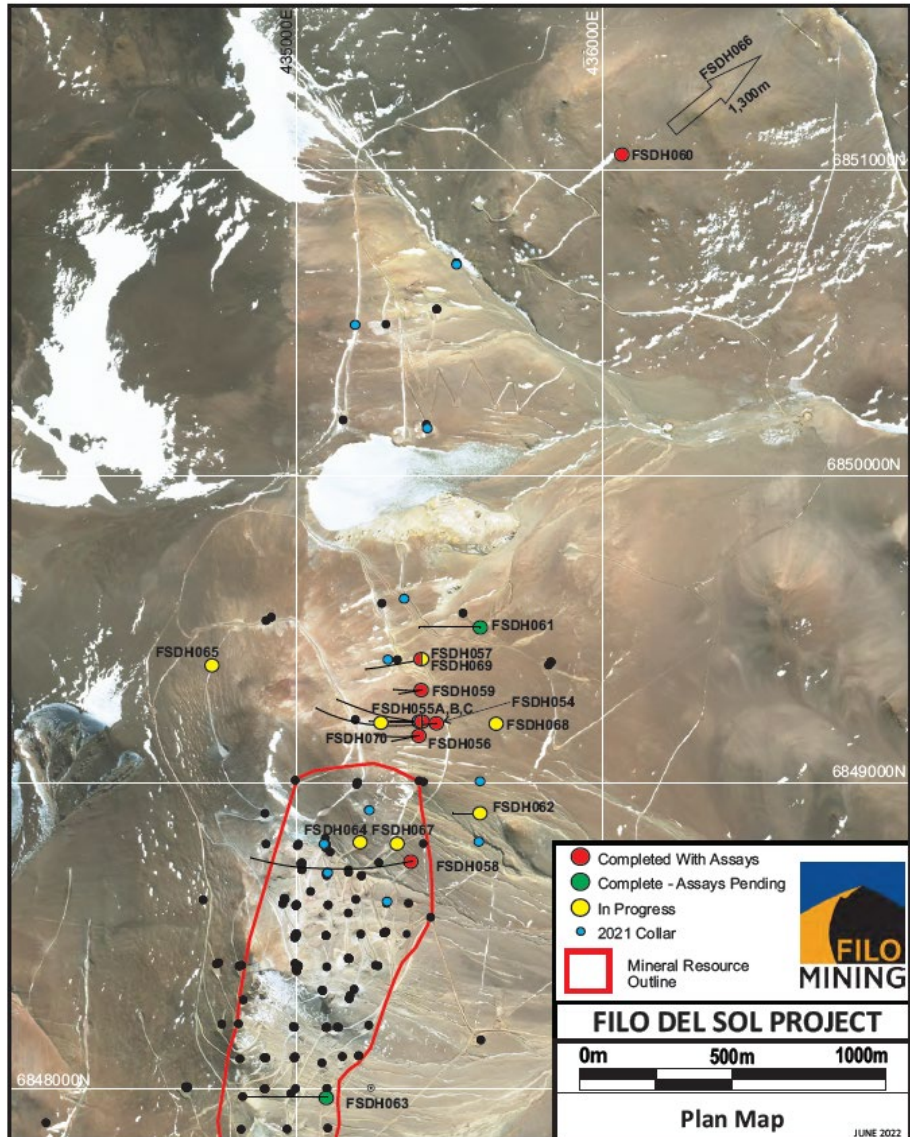 435000E
436000E
FSDH066
1,300m
FSDH060
6851000N
6850000N
FSDH061
FSDH065
FSDH057
FSDH069
FSDH059
FSDH054
FSDH055A,B,C
FSDH068
FSDH070
FSDH056
6849000N
FSDH062
FSDH064 FSDH067
FSDH058
Completed With Assays
Complete - Assays Pending
In Progress
2021 Collar
Mineral Resource
Outline
FILO
MINING
FILO DEL SOL PROJECT
0m 500m 1000m
6848000N
FSDH063
Plan Map
JUNE 2022